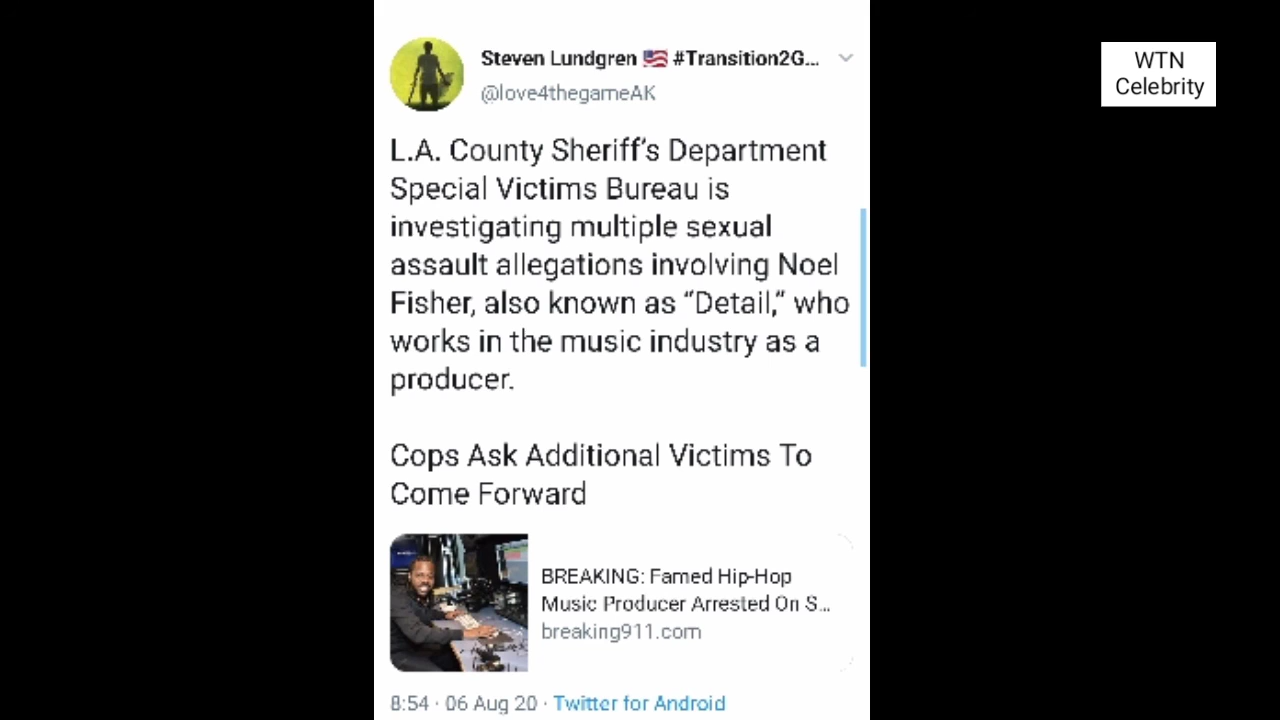 Steven Lundgren 🇺🇸 #Transition2G...
@love4thegameAK
WTN
Celebrity
L.A. County Sheriff's Department
Special Victims Bureau is
investigating multiple sexual
assault allegations involving Noel
Fisher, also known as “Detail,” who
works in the music industry as a
producer.
Cops Ask Additional Victims To
Come Forward
BREAKING: Famed Hip-Hop
Music Producer Arrested On S...
breaking911.com
8:54 · 06 Aug 20 · Twitter for Android